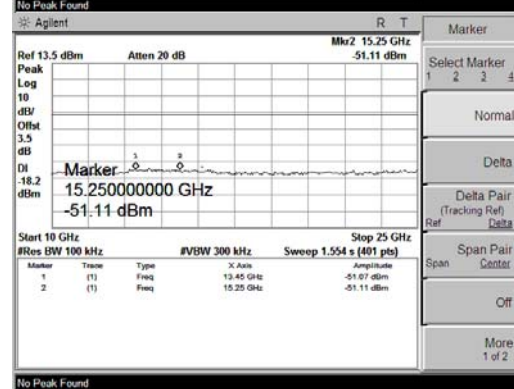 No Peak Found
Agilent R T
Mkr2 15.25 GHz
Ref 13.5 dBm Atten 20 dB -51.11 dBm
Peak
Log
10
dB/
Offst
3.5
dB
DI
-18.2
dBm
1 2
Marker
15.250000000 GHz
-51.11 dBm
Start 10 GHz Stop 25 GHz
#Res BW 100 kHz #VBW 300 kHz Sweep 1.554 s (401 pts)
Marker Trace Type X Axis Amplitude
1 (1) Freq 13.45 GHz -51.07 dBm
2 (1) Freq 15.25 GHz -51.11 dBm
No Peak Found
Marker
Select Marker
1 2 3 4
Normal
Delta
Delta Pair
(Tracking Ref)
Ref Delta
Span Pair
Span Center
Off
More
1 of 2